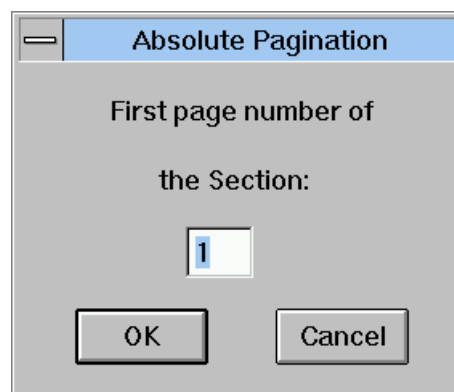 Absolute Pagination
First page number of
the Section:
1
OK Cancel